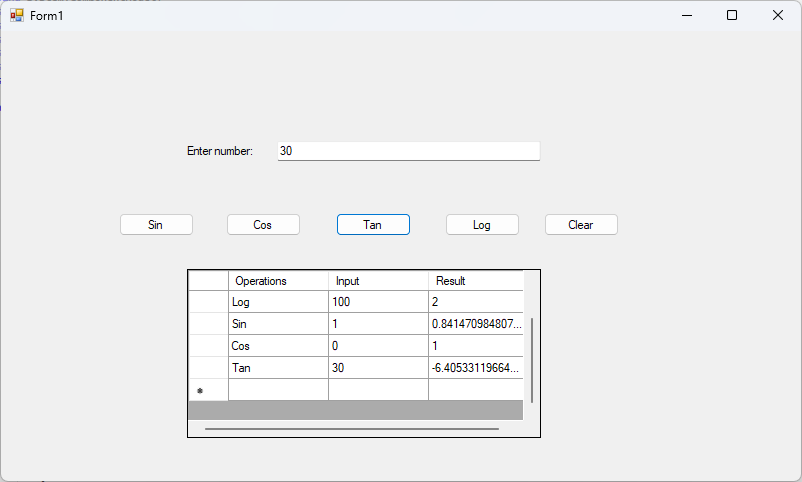 Form1
Enter number: 30
Sin Cos Tan Log Clear
Operations Input Result
Log 100 2
Sin 1 0.841470984807...
Cos 0 1
Tan 30 -6.40533119664...
*